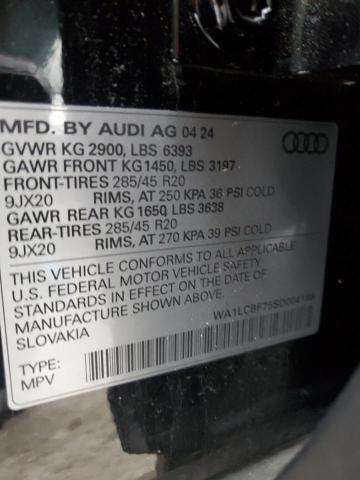 MFD. BY AUDI AG 04 24
GVWR KG 2900, LBS 6393
GAWR FRONT KG1450, LBS 3197
FRONT-TIRES 285/45 R20
9JX20 RIMS, AT 250 KPA 36 PSI COLD
GAWR REAR KG 1650, LBS 3638
REAR-TIRES 285/45 R20
9JX20 RIMS, AT 270 KPA 39 PSI COLD
THIS VEHICLE CONFORMS TO ALL APPLICABLE
U.S. FEDERAL MOTOR VEHICLE SAFETY
STANDARDS IN EFFECT ON THE DATE OF
MANUFACTURE SHOWN ABOVE.
SLOVAKIA
TYPE:
MPV